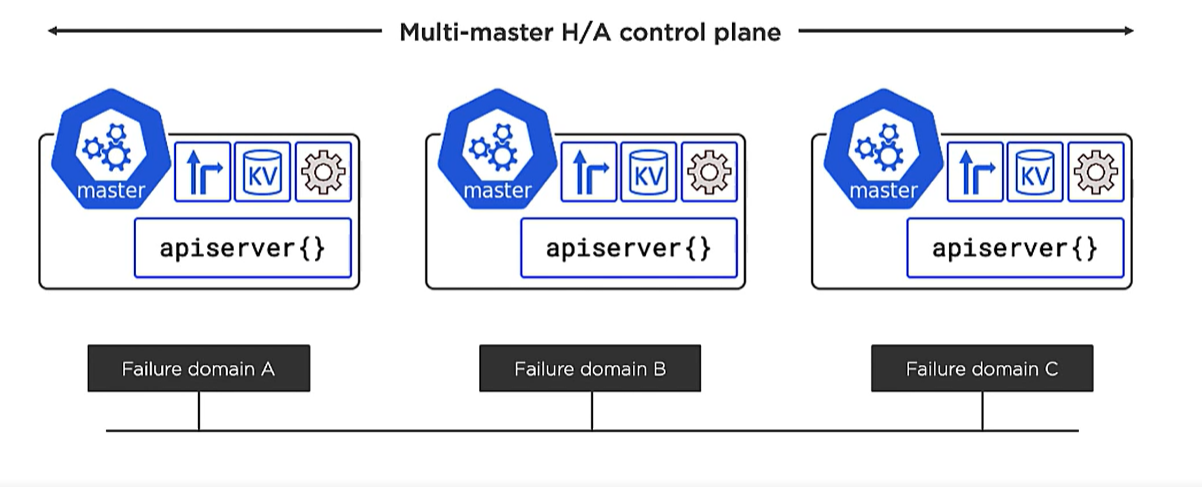 Multi-master H/A control plane
master
KV
apiserver{}
master
KV
apiserver{}
master
KV
apiserver{}
Failure domain A
Failure domain B
Failure domain C